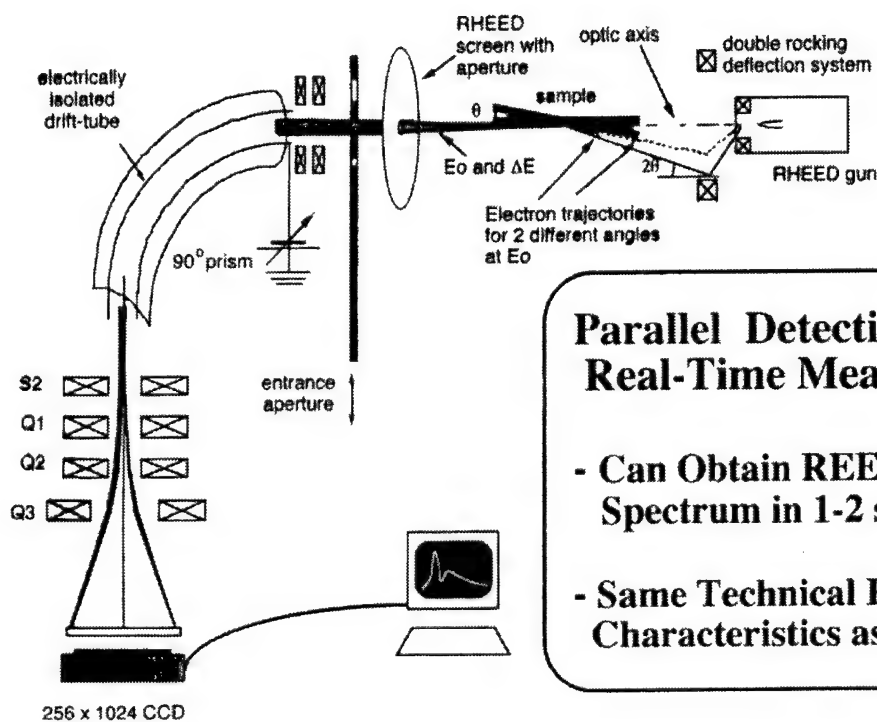 RHEED
screen with
aperture
optic axis
double rocking
deflection system
electrically
isolated
drift-tube
θ
sample
Eo and ΔE
2θ
RHEED gun
Electron trajectories
for 2 different angles
at Eo
90° prism
entrance
aperture
S2
Q1
Q2
Q3
256 x 1024 CCD
Parallel Detecti
Real-Time Mea
- Can Obtain REE
Spectrum in 1-2 s
- Same Technical
Characteristics as